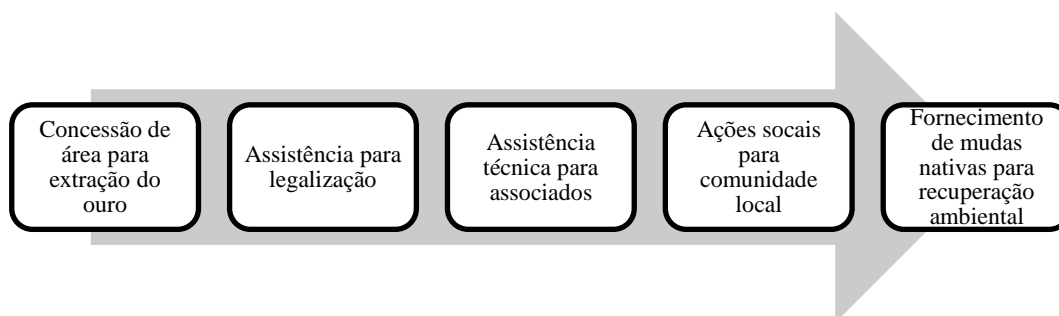 Concessão de
área para
extração do
ouro
Assistência para
legalização
Assistência
técnica para
associados
Ações socais
para
comunidade
local
Fornecimento
de mudas
nativas para
recuperação
ambiental